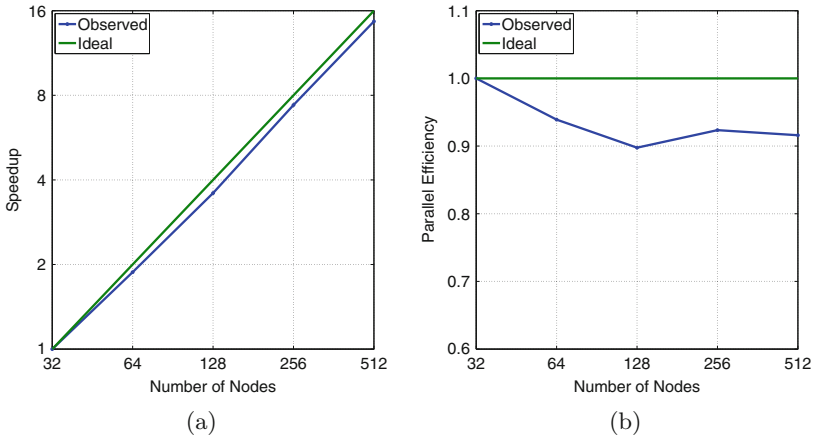 16
8
4
2
1
32
64
128
256
512
Speedup
Number of Nodes
Observed
Ideal
(a)
1.1
1.0
0.9
0.8
0.7
0.6
32
64
128
256
512
Parallel Efficiency
Number of Nodes
Observed
Ideal
(b)